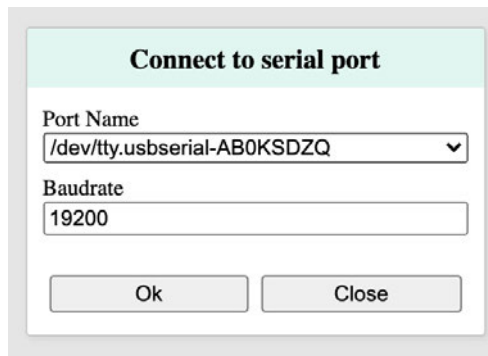 Connect to serial port
Port Name
/dev/tty.usbserial-AB0KSDZQ
Baudrate
19200
Ok Close